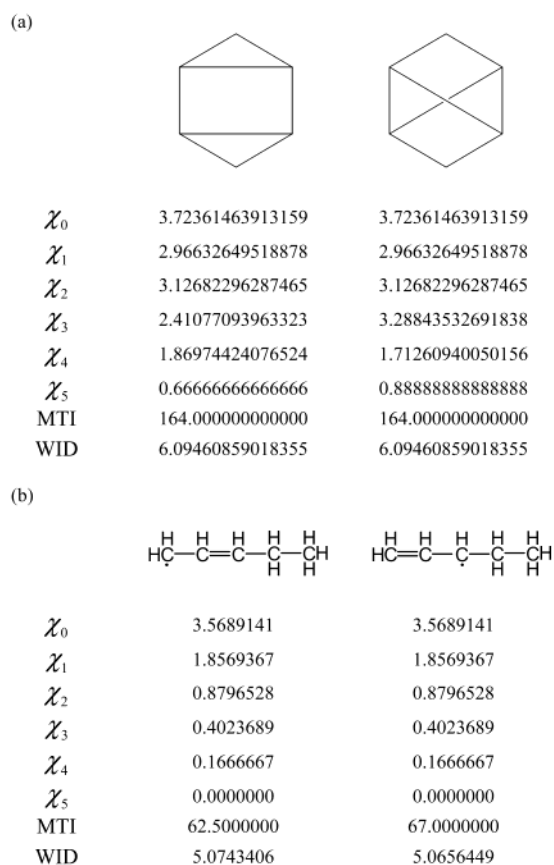 (a)
χ0 3.72361463913159 3.72361463913159
χ1 2.96632649518878 2.96632649518878
χ2 3.12682296287465 3.12682296287465
χ3 2.41077093963323 3.28843532691838
χ4 1.86974424076524 1.71260940050156
χ5 0.66666666666666 0.88888888888888
MTI 164.000000000000 164.000000000000
WID 6.09460859018355 6.09460859018355
(b)
H H H H H H H H H H
HC—C=C—C—CH HC=C—C—C—CH
H H H H
χ0 3.5689141 3.5689141
χ1 1.8569367 1.8569367
χ2 0.8796528 0.8796528
χ3 0.4023689 0.4023689
χ4 0.1666667 0.1666667
χ5 0.0000000 0.0000000
MTI 62.5000000 67.0000000
WID 5.0743406 5.0656449